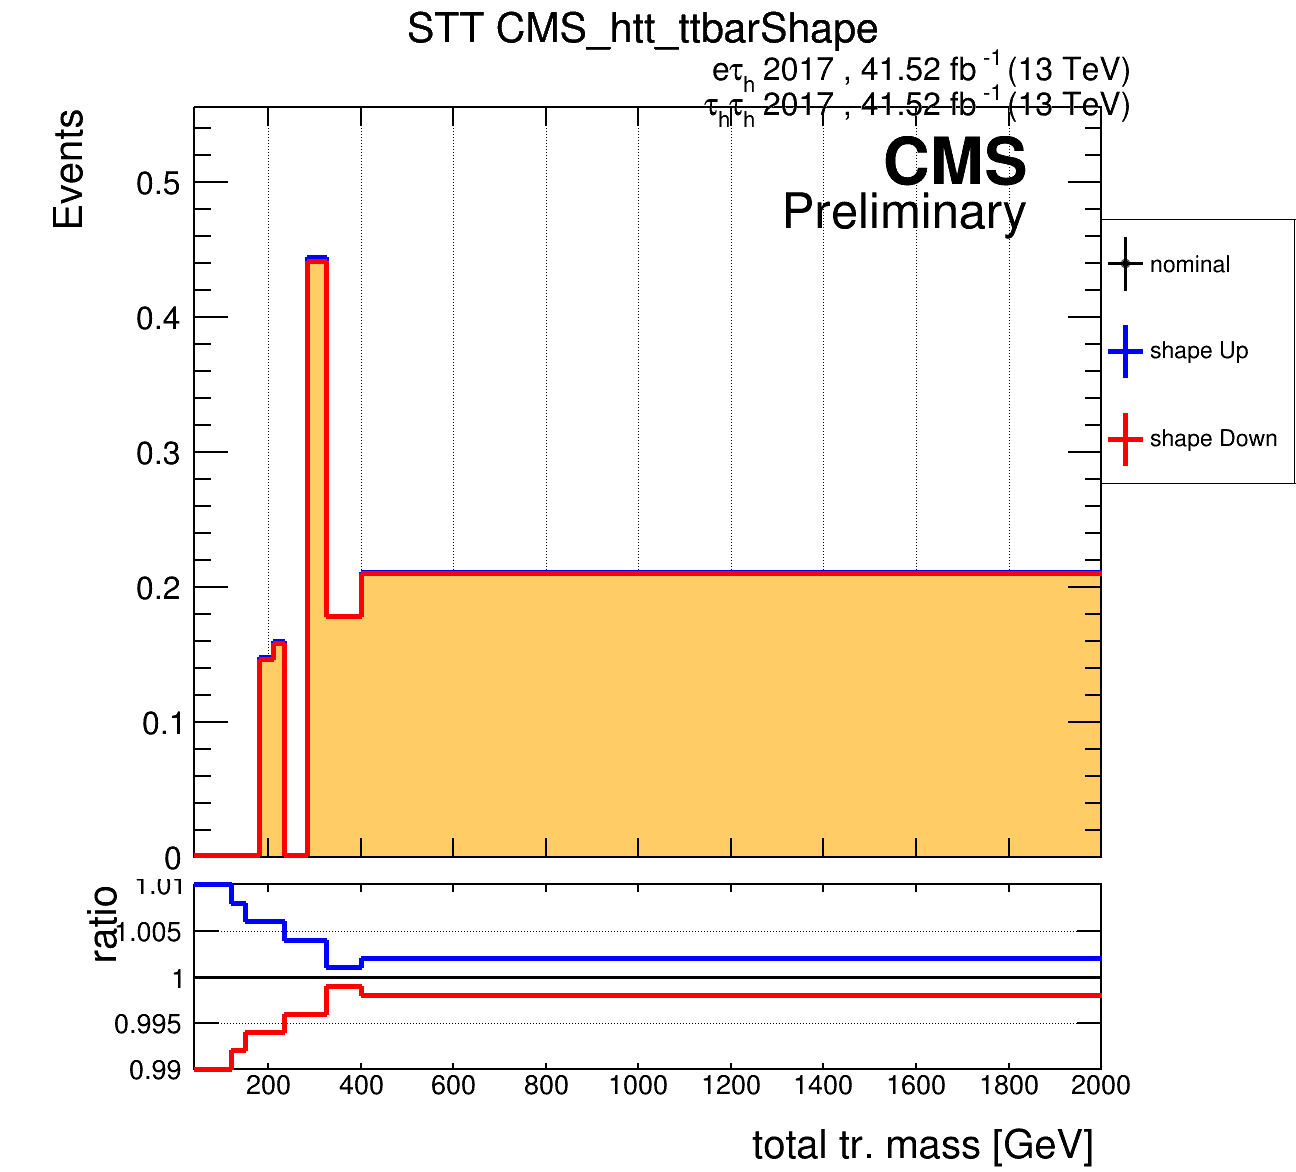 STT CMS_htt_ttbarShape
eτh 2017 , 41.52 fb-1 (13 TeV)
τhτh 2017 , 41.52 fb-1 (13 TeV)
CMS
Preliminary
Events
0.5
0.4
0.3
0.2
0.1
0
nominal
shape Up
shape Down
ratio
1.01
1.005
1
0.995
0.99
200 400 600 800 1000 1200 1400 1600 1800 2000
total tr. mass [GeV]